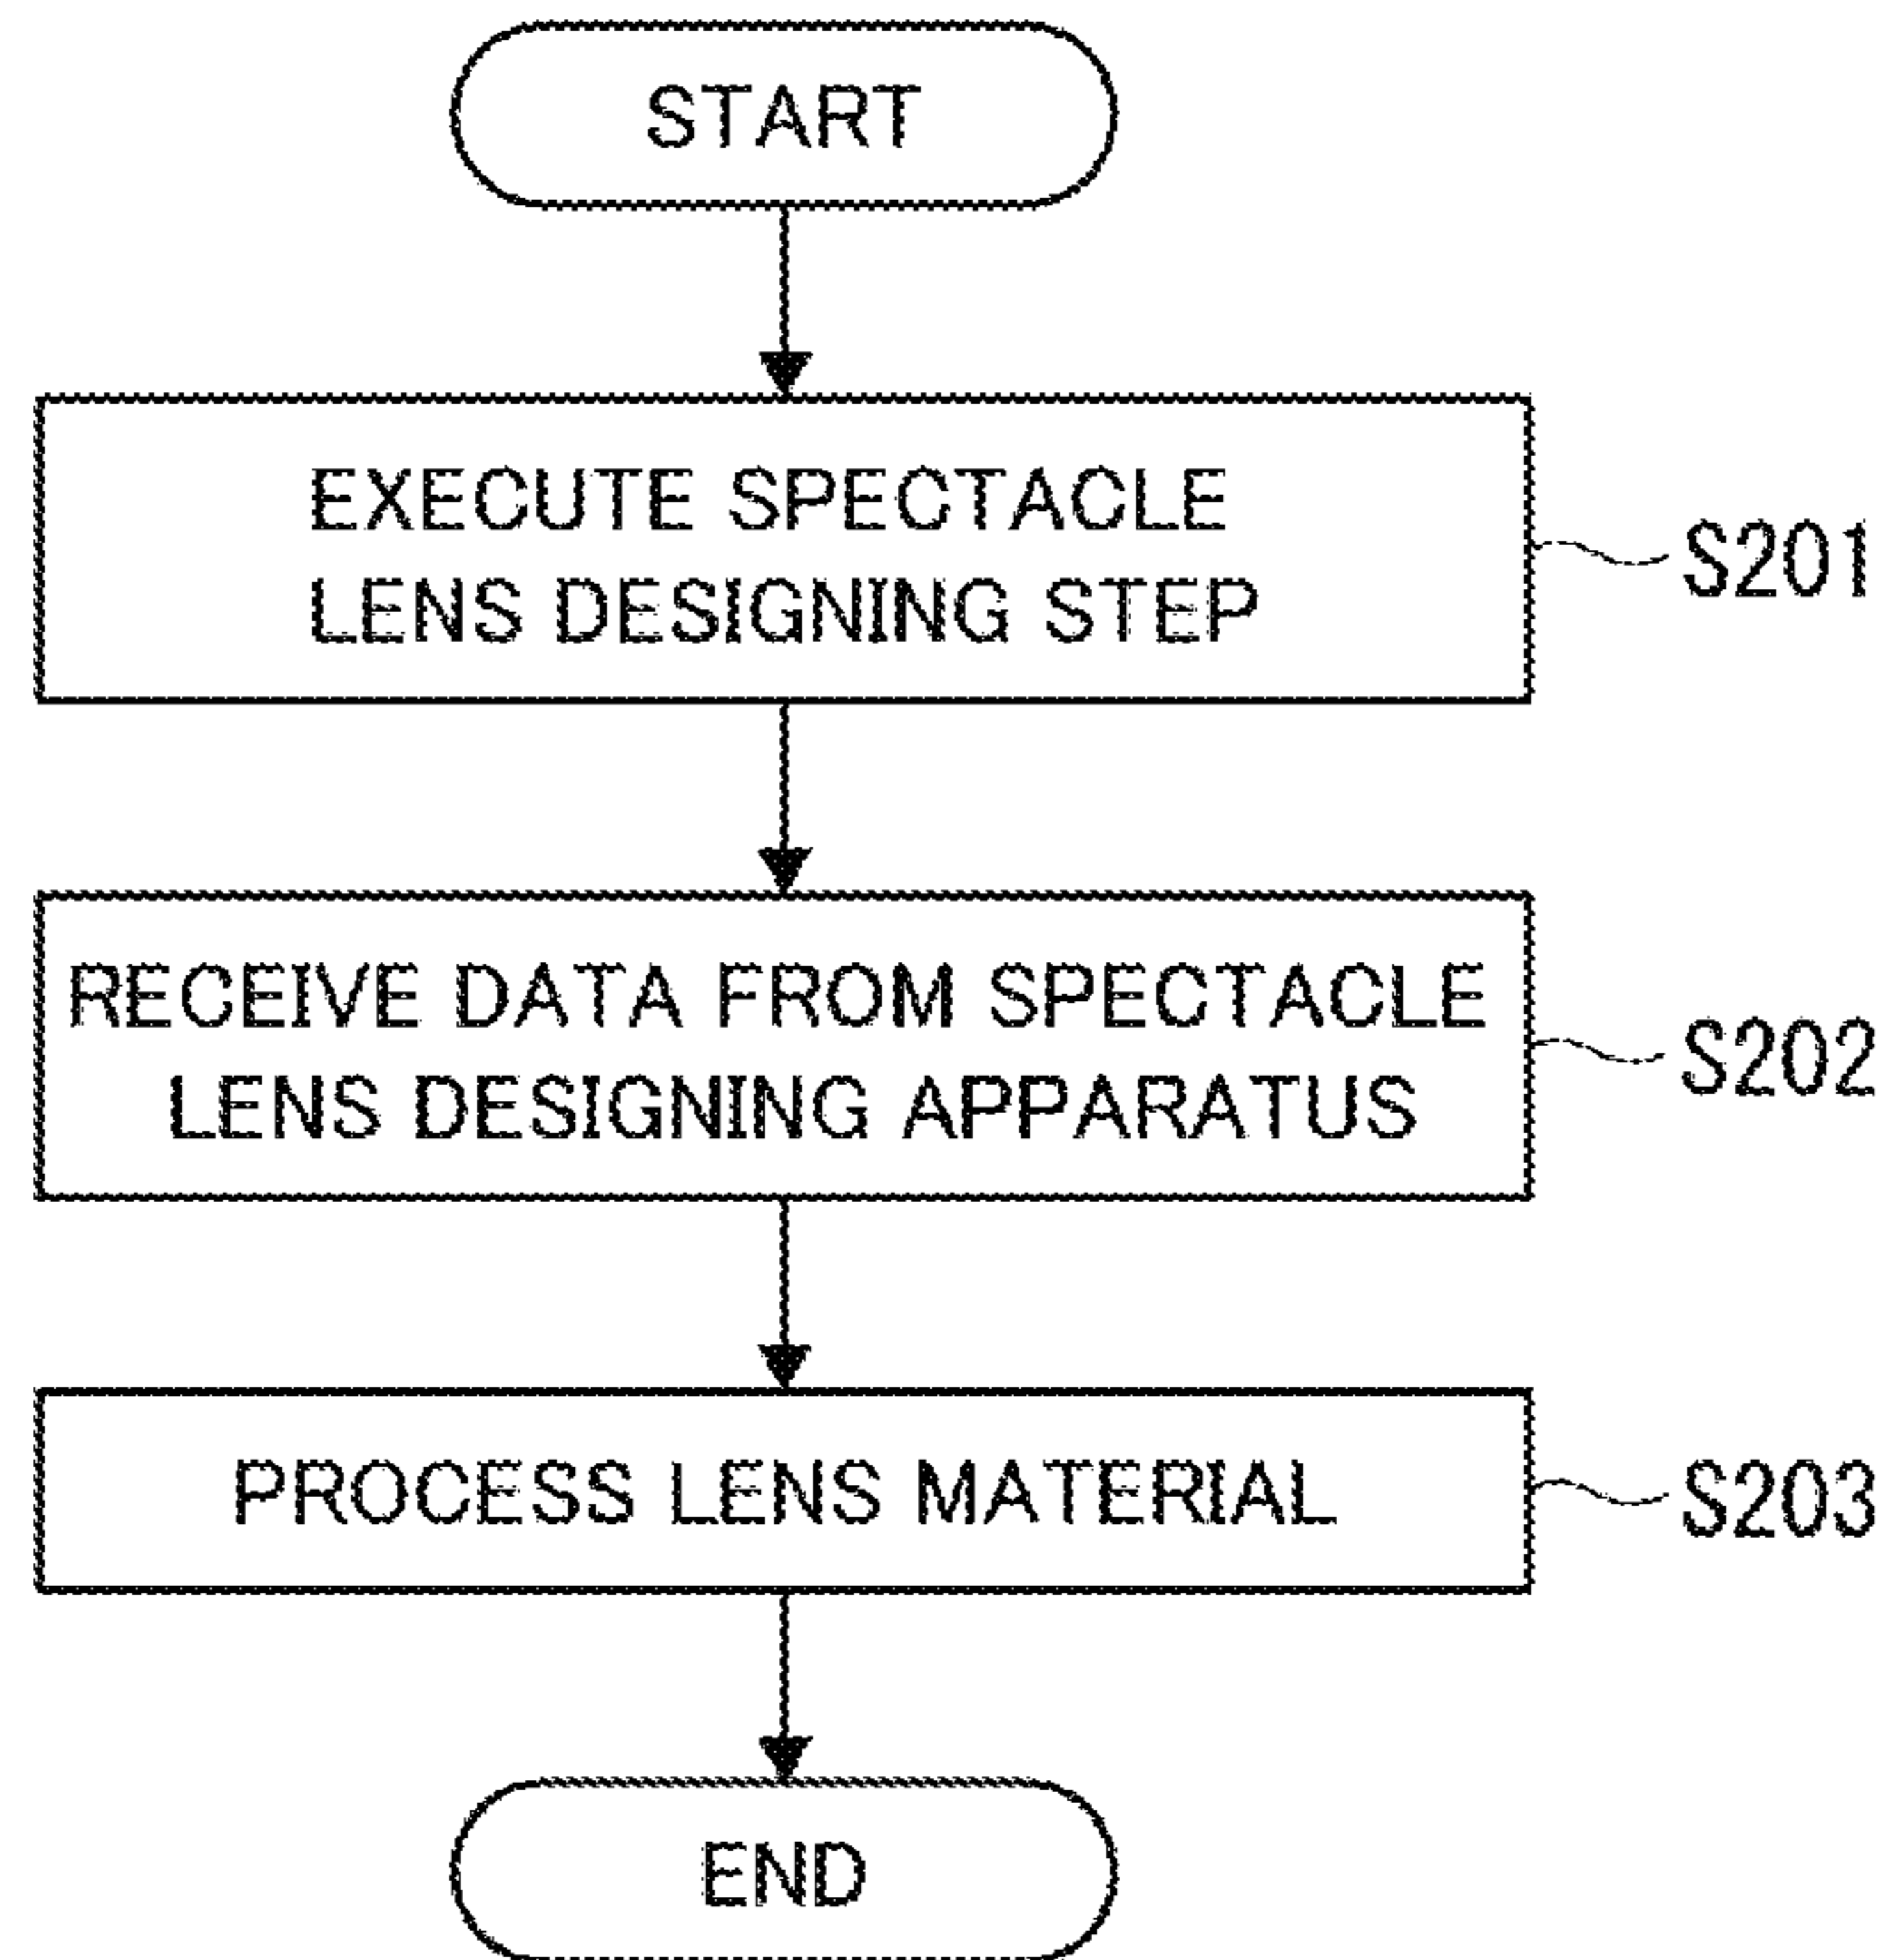 START
EXECUTE SPECTACLE
LENS DESIGNING STEP
S201
RECEIVE DATA FROM SPECTACLE
LENS DESIGNING APPARATUS
S202
PROCESS LENS MATERIAL
S203
END